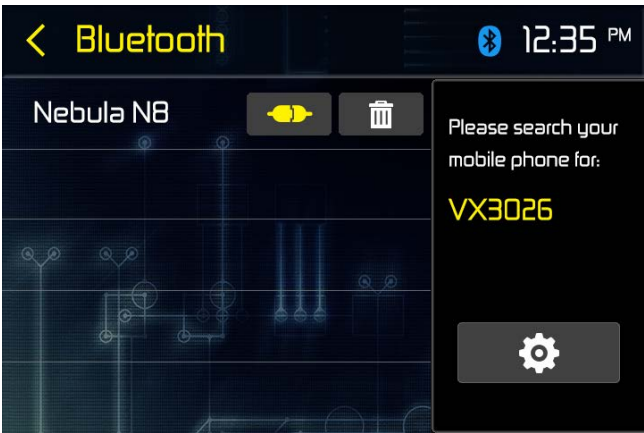 Bluetooth
12:35 PM
Nebula N8
Please search your
mobile phone for:
VX3026